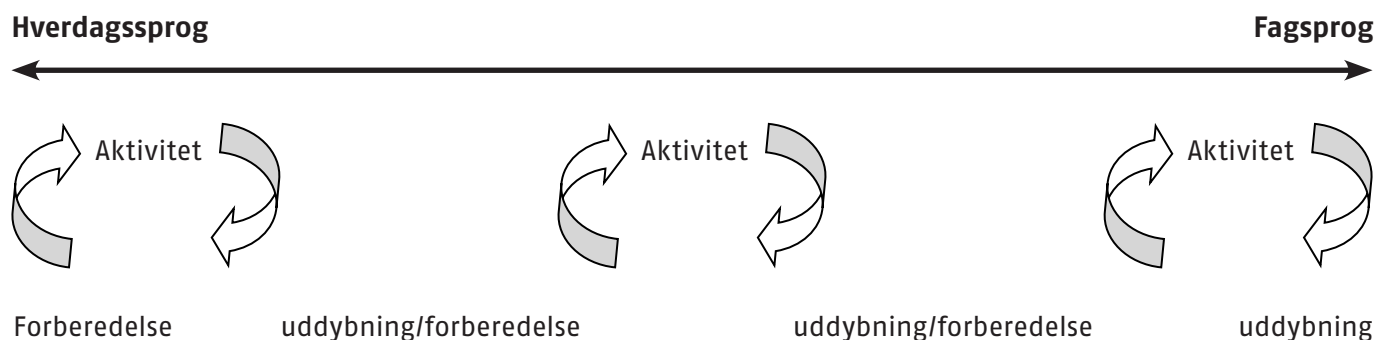 Hverdagssprog Fagsprog
Aktivitet Aktivitet Aktivitet
Forberedelse uddybning/forberedelse uddybning/forberedelse uddybning